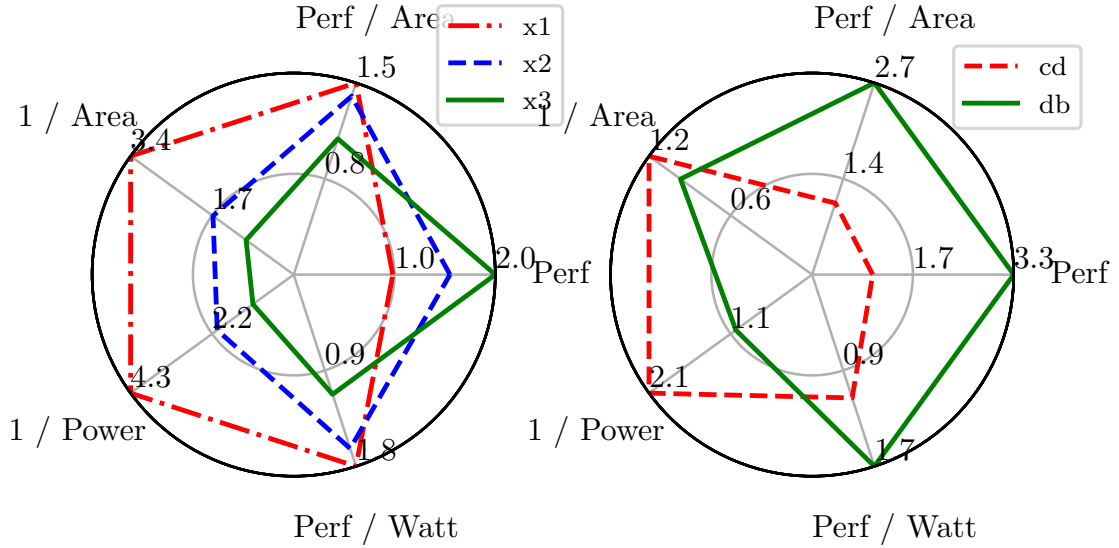 Perf / Area
x1
x2
x3
1.5
1 / Area
3.4
0.8
1.7
1.0
2.0
Perf
2.2
0.9
4.3
1 / Power
1.8
Perf / Watt
Perf / Area
cd
db
2.7
1 / Area
1.2
1.4
0.6
1.7
3.3
Perf
1.1
0.9
2.1
1 / Power
1.7
Perf / Watt